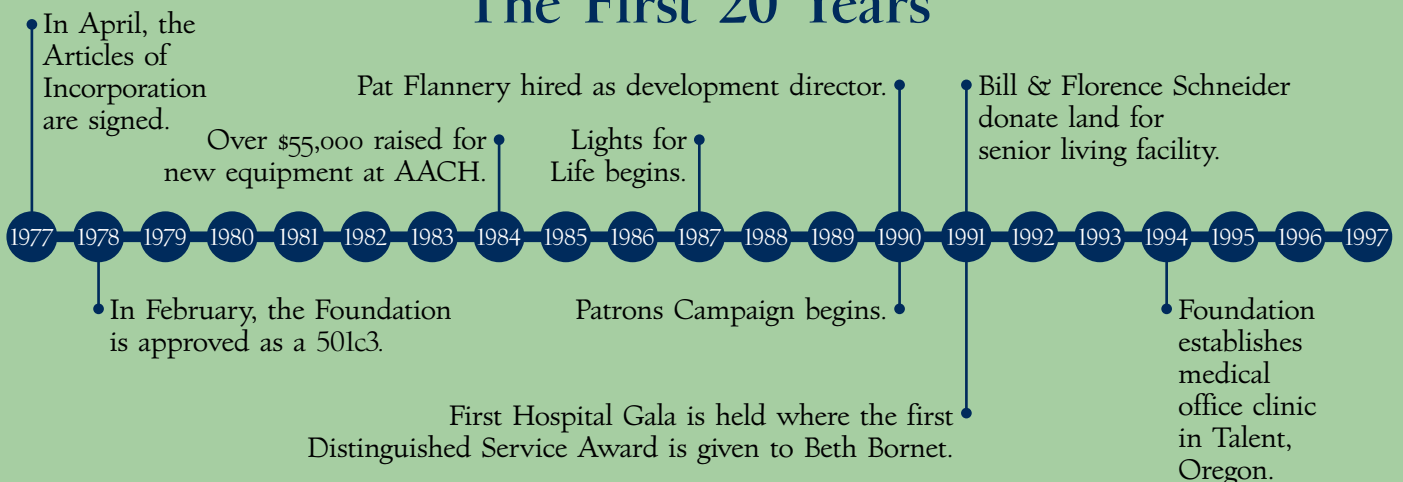 The First 20 Years
In April, the
Articles of
Incorporation
are signed.
Over $55,000 raised for
new equipment at AACH.
Lights for
Life begins.
Pat Flannery hired as development director.
Bill & Florence Schneider
donate land for
senior living facility.
1977 1978 1979 1980 1981 1982 1983 1984 1985 1986 1987 1988 1989 1990 1991 1992 1993 1994 1995 1996 1997
In February, the Foundation
is approved as a 501c3.
Patrons Campaign begins.
First Hospital Gala is held where the first
Distinguished Service Award is given to Beth Bornet.
Foundation
establishes
medical
office clinic
in Talent,
Oregon.